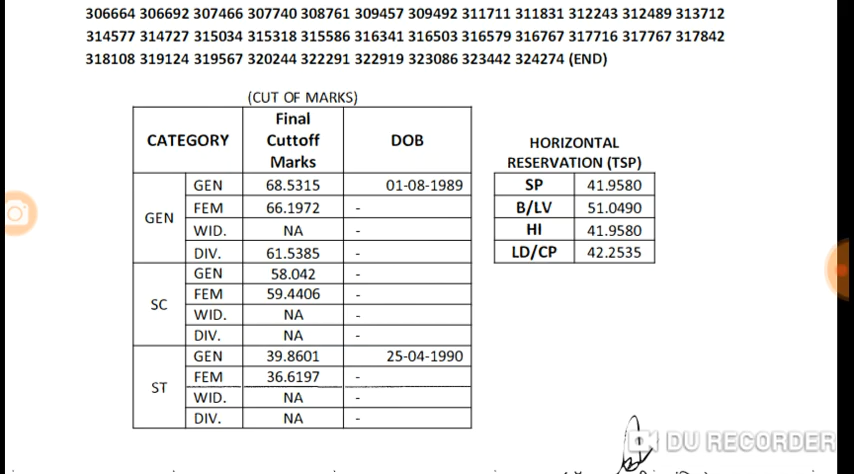 306664 306692 307466 307740 308761 309457 309492 311711 311831 312243 312489 313712
314577 314727 315034 315318 315586 316341 316503 316579 316767 317716 317767 317842
318108 319124 319567 320244 322291 322919 323086 323442 324274 (END)
(CUT OF MARKS)
CATEGORY Final Cuttoff Marks DOB
GEN GEN 68.5315 01-08-1989
FEM 66.1972 -
WID. NA -
DIV. 61.5385 -
SC GEN 58.042 -
FEM 59.4406 -
WID. NA -
DIV. NA -
ST GEN 39.8601 25-04-1990
FEM 36.6197 -
WID. NA -
DIV. NA -
HORIZONTAL
RESERVATION (TSP)
SP 41.9580
B/LV 51.0490
HI 41.9580
LD/CP 42.2535
DU RECORDER